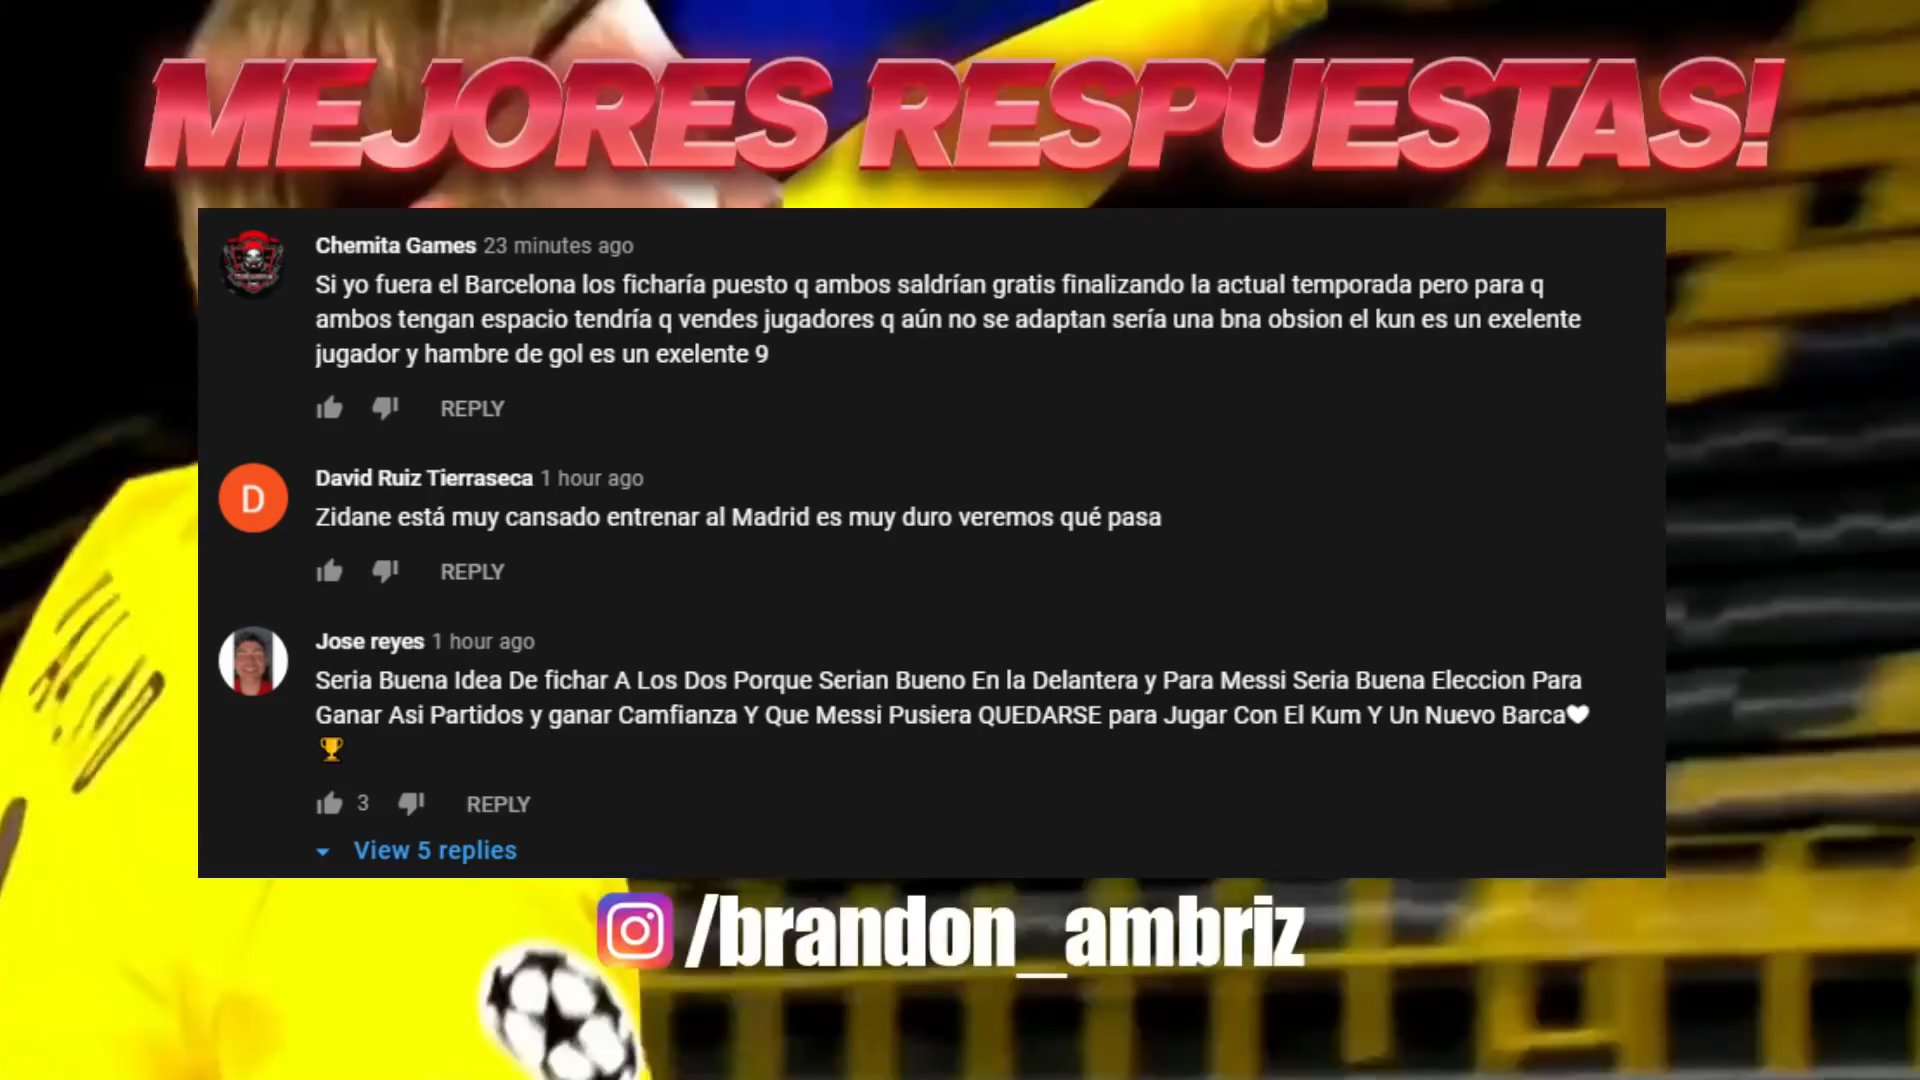 MEJORES RESPUESTAS!
Chemita Games 23 minutes ago
Si yo fuera el Barcelona los ficharía puesto q ambos saldrían gratis finalizando la actual temporada pero para q
ambos tengan espacio tendría q vendes jugadores q aún no se adaptan sería una bna obsion el kun es un exelente
jugador y hambre de gol es un exelente 9
REPLY
D
David Ruiz Tierraseca 1 hour ago
Zidane está muy cansado entrenar al Madrid es muy duro veremos qué pasa
REPLY
Jose reyes 1 hour ago
Seria Buena Idea De fichar A Los Dos Porque Serian Bueno En la Delantera y Para Messi Seria Buena Eleccion Para
Ganar Asi Partidos y ganar Camfianza Y Que Messi Pusiera QUEDARSE para Jugar Con El Kum Y Un Nuevo Barca🤍
🏆
3 REPLY
View 5 replies
/brandon_ambriz